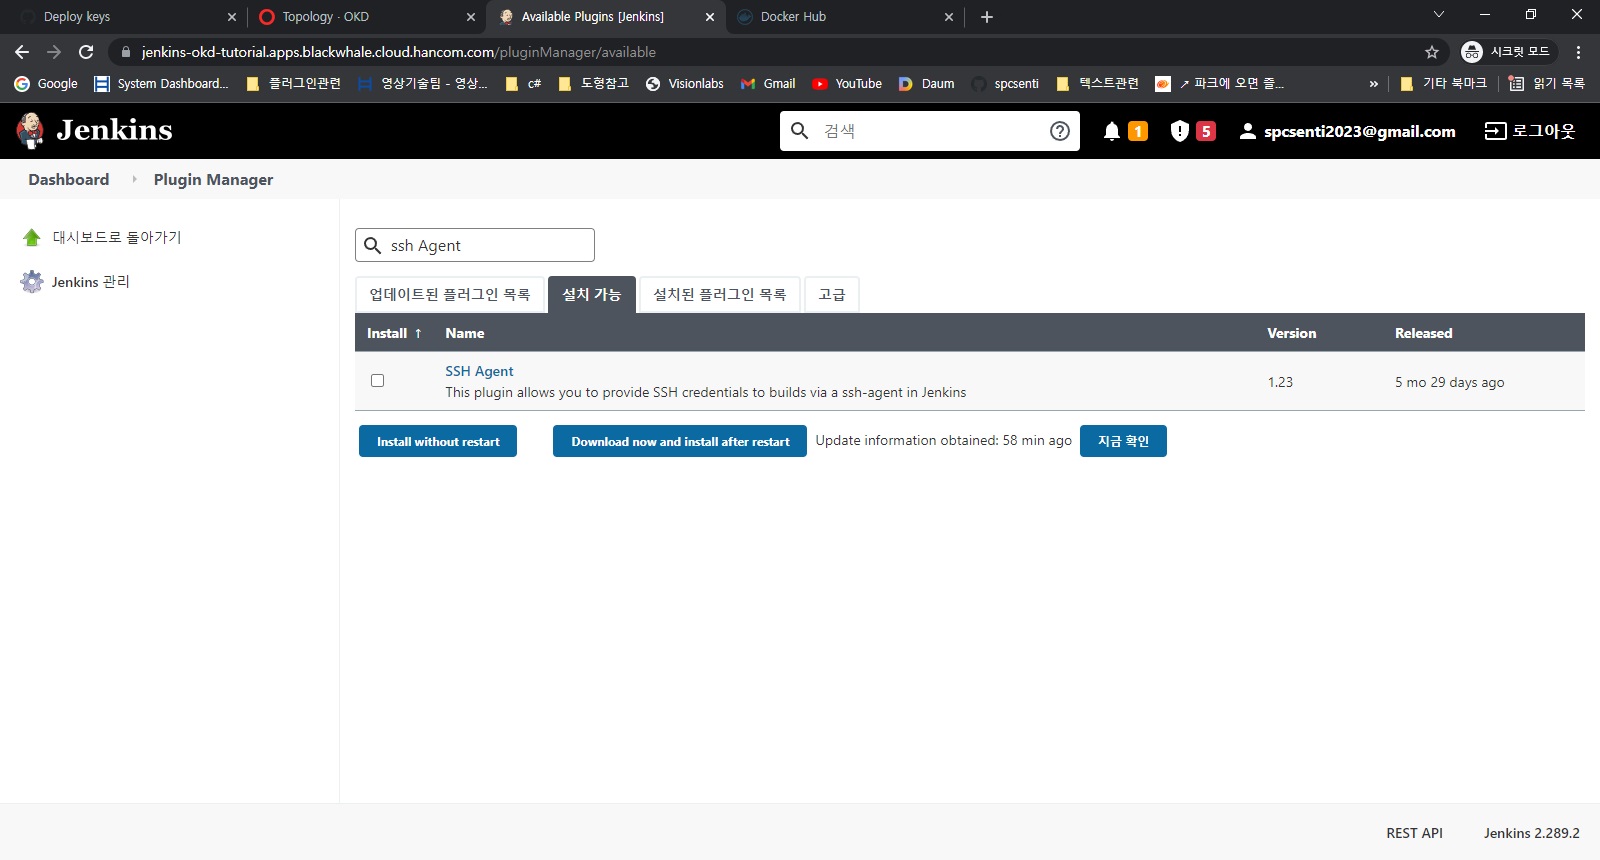 Deploy keys
Topology · OKD
Available Plugins [Jenkins]
Docker Hub
jenkins-okd-tutorial.apps.blackwhale.cloud.hancom.com/pluginManager/available
시크릿 모드
Google
System Dashboard...
플러그인관련
영상기술팀 - 영상...
c#
도형참고
Visionlabs
Gmail
YouTube
Daum
spcsenti
텍스트관련
↗ 파크에 오면 즐...
»
기타 북마크
읽기 목록
Jenkins
검색
1
5
spcsenti2023@gmail.com
로그아웃
Dashboard
Plugin Manager
대시보드로 돌아가기
Jenkins 관리
ssh Agent
업데이트된 플러그인 목록
설치 가능
설치된 플러그인 목록
고급
Install ↑ Name Version Released
SSH Agent
This plugin allows you to provide SSH credentials to builds via a ssh-agent in Jenkins
1.23
5 mo 29 days ago
Install without restart
Download now and install after restart
Update information obtained: 58 min ago
지금 확인
REST API
Jenkins 2.289.2